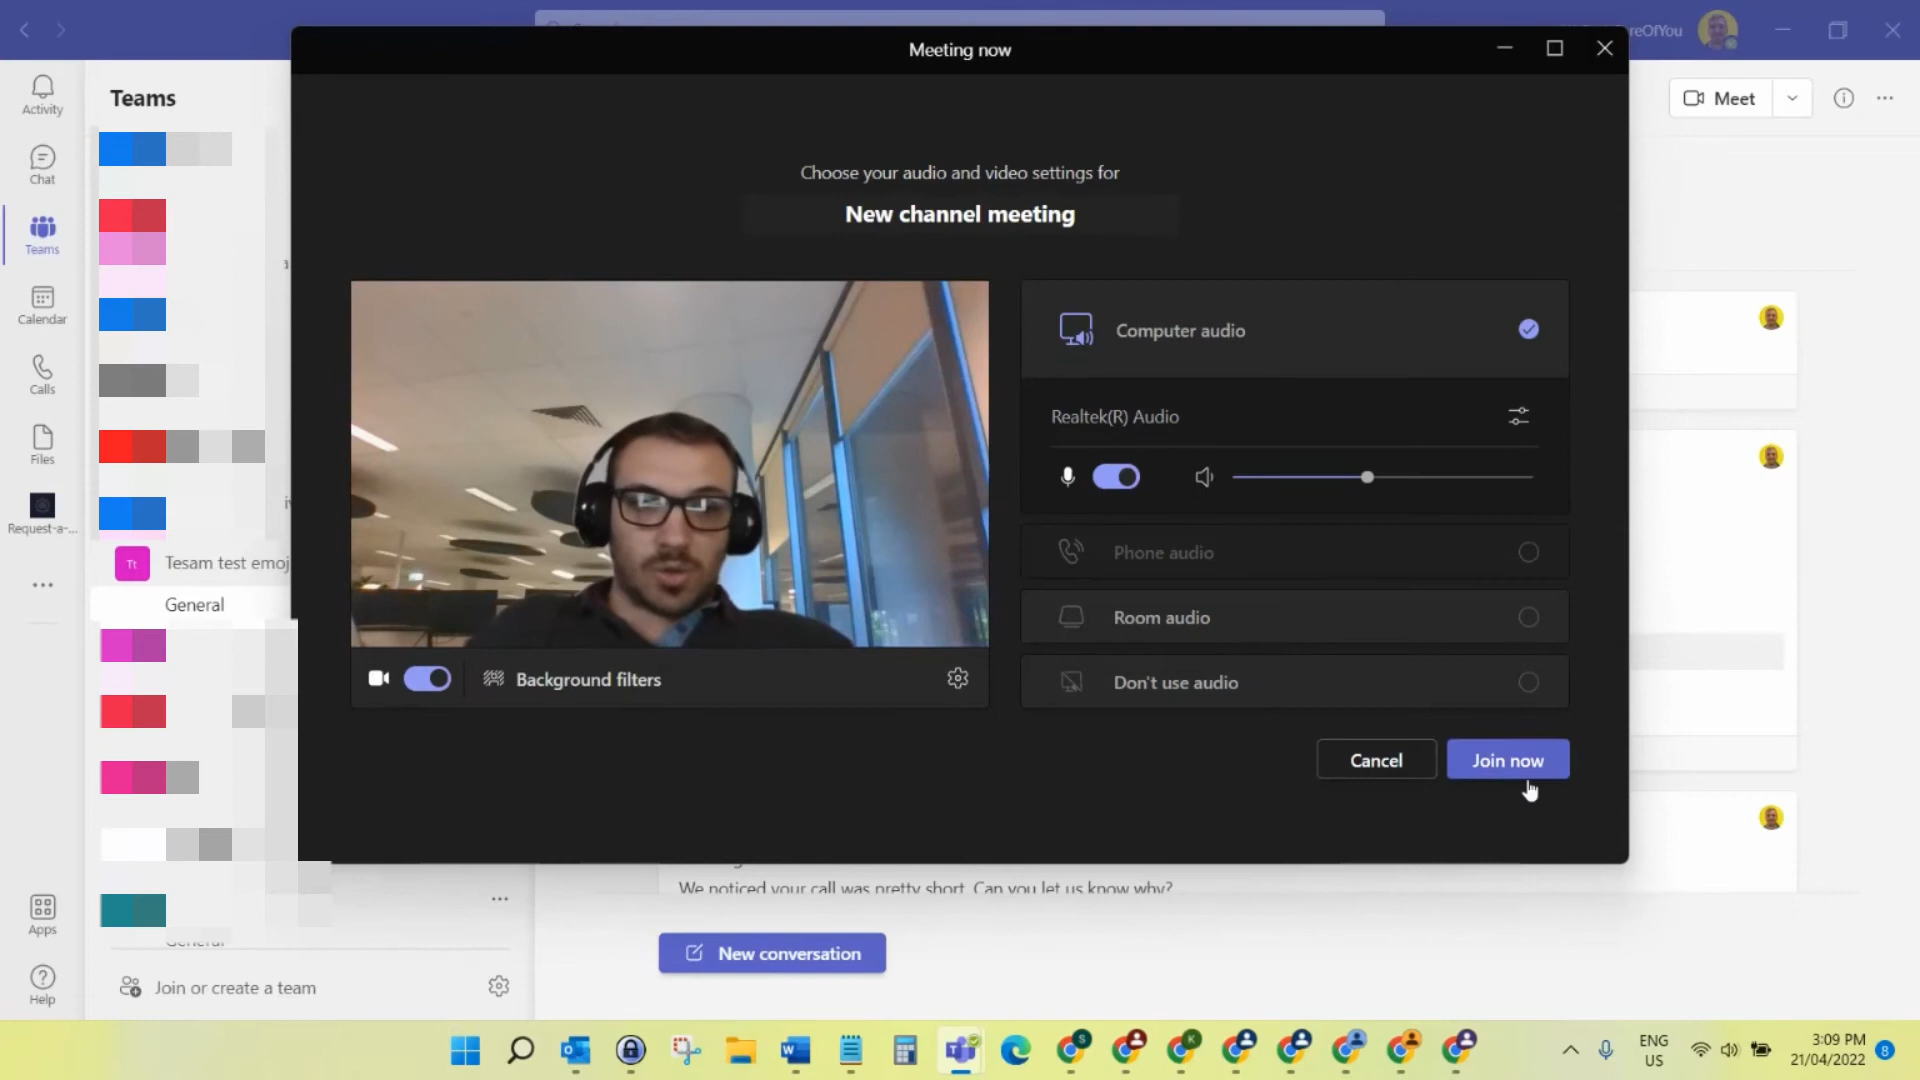 Meeting now
reOfYou
Activity
Teams
Meet
Chat
Choose your audio and video settings for
New channel meeting
Teams
Calendar
Computer audio
Calls
Realtek(R) Audio
Files
Request-a-...
Phone audio
Tt
Tesam test emoj
General
Room audio
Background filters
Don't use audio
Cancel
Join now
We noticed your call was pretty short. Can you let us know why?
Apps
General
New conversation
Join or create a team
Help
ENG
US
3:09 PM
21/04/2022
8
S
K